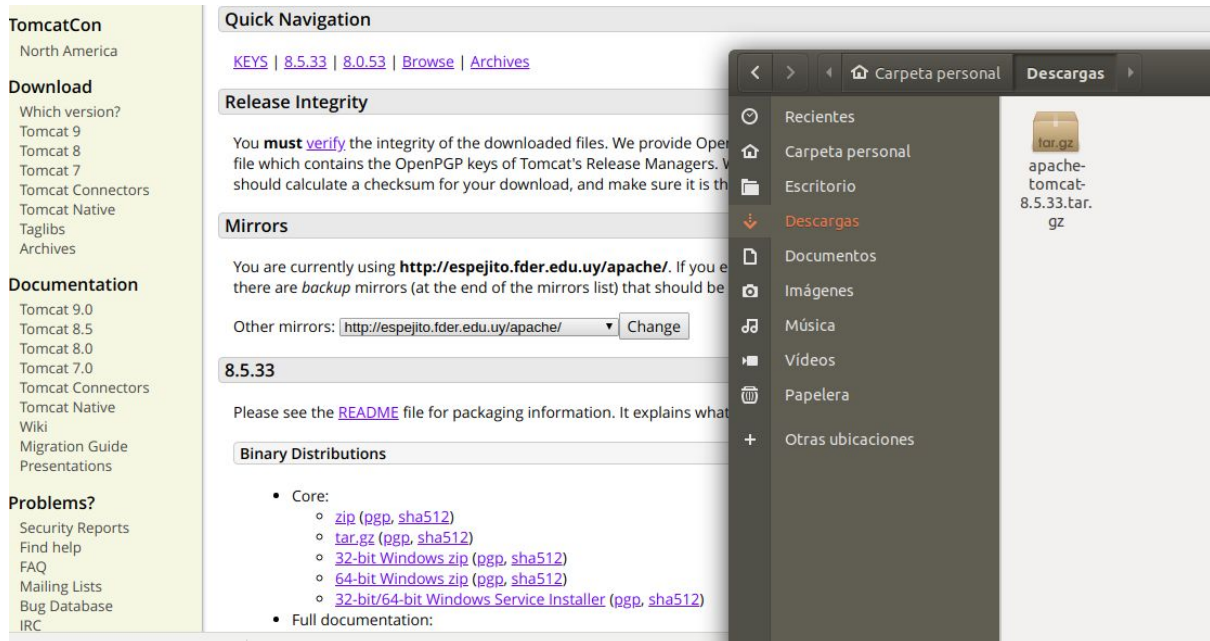 TomcatCon
North America
Download
Which version?
Tomcat 9
Tomcat 8
Tomcat 7
Tomcat Connectors
Tomcat Native
Taglibs
Archives
Documentation
Tomcat 9.0
Tomcat 8.5
Tomcat 8.0
Tomcat 7.0
Tomcat Connectors
Tomcat Native
Wiki
Migration Guide
Presentations
Problems?
Security Reports
Find help
FAQ
Mailing Lists
Bug Database
IRC
Quick Navigation
KEYS | 8.5.33 | 8.0.53 | Browse | Archives
Release Integrity
You must verify the integrity of the downloaded files. We provide
file which contains the OpenPGP keys of Tomcat's Release Managers.
should calculate a checksum for your download, and make sure it is
Mirrors
You are currently using http://espejito.fder.edu.uy/apache/. If you
there are backup mirrors (at the end of the mirrors list) that should be
Other mirrors: http://espejito.fder.edu.uy/apache/ Change
8.5.33
Please see the README file for packaging information. It explains what
Binary Distributions
• Core:
zip (pgp, sha512)
tar.gz (pgp, sha512)
32-bit Windows zip (pgp, sha512)
64-bit Windows zip (pgp, sha512)
32-bit/64-bit Windows Service Installer (pgp, sha512)
• Full documentation:
Carpeta personal Descargas
Recientes
Carpeta personal
Escritorio
Descargas
Documentos
Imágenes
Música
Vídeos
Papelera
Otras ubicaciones
tar.gz
apache-
tomcat-
8.5.33.tar.
gz